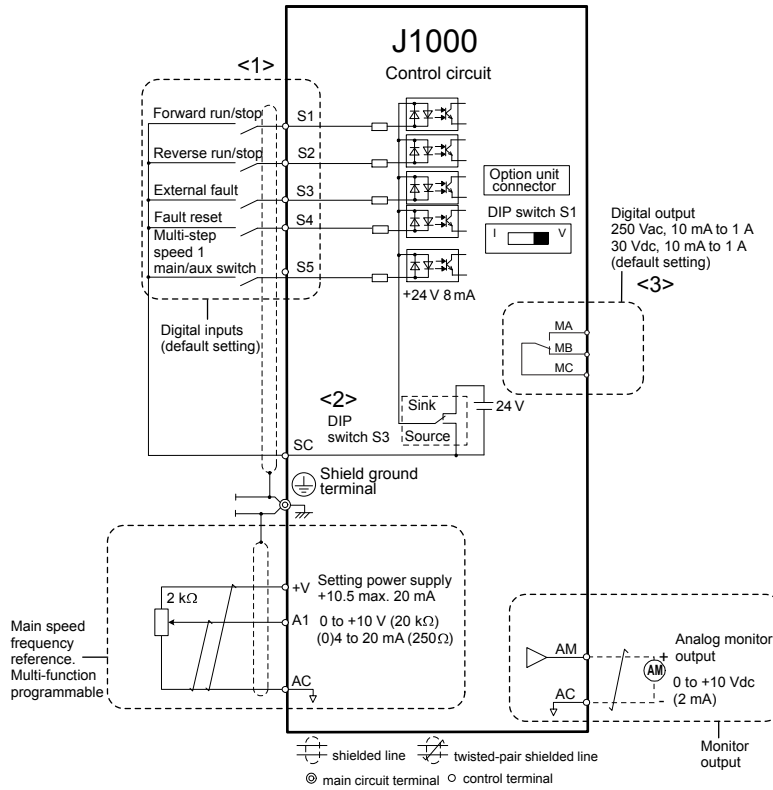 J1000
Control circuit
<1>
Forward run/stop
S1
Reverse run/stop
S2
External fault
S3
Fault reset
S4
Multi-step
speed 1
main/aux switch
S5
Digital inputs
(default setting)
+24 V 8 mA
Option unit
connector
DIP switch S1
I
V
Digital output
250 Vac, 10 mA to 1 A
30 Vdc, 10 mA to 1 A
(default setting)
<3>
MA
MB
MC
<2>
DIP
switch S3
Sink
Source
24 V
SC
Shield ground
terminal
Main speed
frequency
reference.
Multi-function
programmable
2 kΩ
+V
Setting power supply
+10.5 max. 20 mA
A1
0 to +10 V (20 kΩ)
(0)4 to 20 mA (250Ω)
AC
AM
+
AM
Analog monitor
output
0 to +10 Vdc
(2 mA)
AC
-
Monitor
output
shielded line
twisted-pair shielded line
main circuit terminal
control terminal